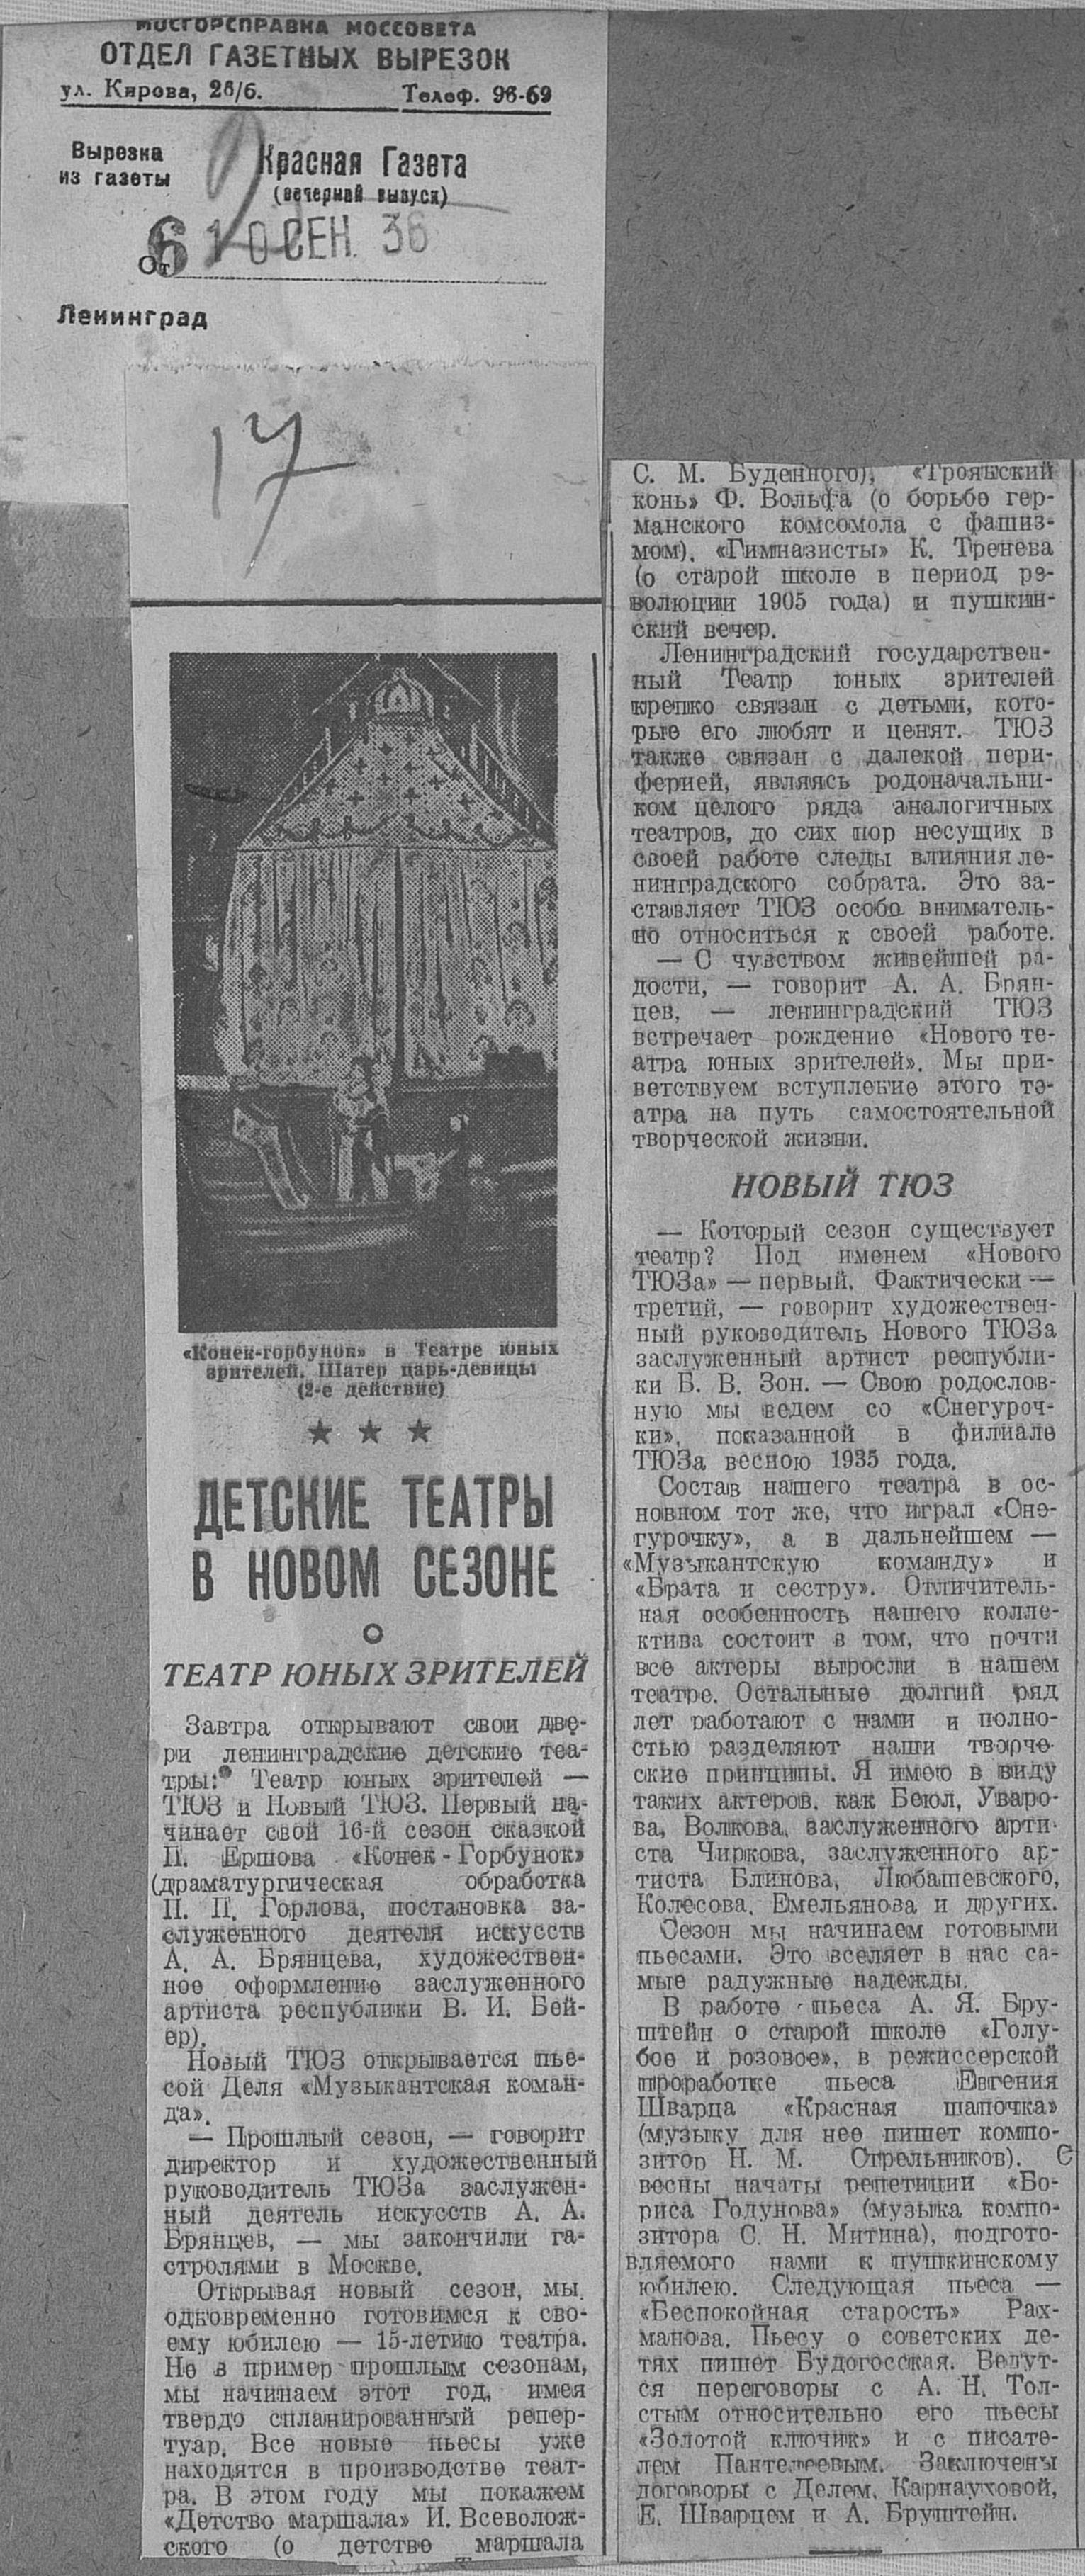 МОСГОРСПРАВКА МОССОВЕТА
ОТДЕЛ ГАЗЕТНЫХ ВЫРЕЗОК
ул. Кирова, 26/6. Телеф. 96-69
Вырезка
из газеты
Красная Газета
(вечерний выпуск)
От
6 10 СЕН. 36
Ленинград
17
«Конек-горбунок» в Театре юных
зрителей. Шатер царь-девицы
(2-е действие)
★ ★ ★
ДЕТСКИЕ ТЕАТРЫ
В НОВОМ СЕЗОНЕ
ТЕАТР ЮНЫХ ЗРИТЕЛЕЙ
Завтра открывают свои две-
ри ленинградские детские теа-
тры: Театр юных зрителей —
ТЮЗ и Новый ТЮЗ. Первый на-
чинает свой 16-й сезон сказкой
П. Ершова «Конек-Горбунок»
(драматургическая обработка
П. П. Горлова, постановка за-
служенного деятеля искусств
А. А. Брянцева, художествен-
ное оформление заслуженного
артиста республики В. И. Бей-
ер).
Новый ТЮЗ открывается пье-
сой Деля «Музыкантская коман-
да».
— Прошлый сезон, — говорит
директор и художественный
руководитель ТЮЗа заслужен-
ный деятель искусств А. А.
Брянцев, — мы закончили га-
стролями в Москве.
Открывая новый сезон, мы
одновременно готовимся к сво-
ему юбилею — 15-летию театра.
Не в пример прошлым сезонам,
мы начинаем этот год, имея
твердо спланированный репер-
туар. Все новые пьесы уже
находятся в производстве теат-
ра. В этом году мы покажем
«Детство маршала» И. Всеволож-
ского (о детстве маршала
С. М. Буденного), «Троянский
конь» Ф. Вольфа (о борьбе гер-
манского комсомола с фашиз-
мом), «Гимназисты» К. Тренева
(о старой школе в период ре-
волюции 1905 года) и пушкин-
ский вечер.
Ленинградский государствен-
ный Театр юных зрителей
крепко связан с детьми, кото-
рые его любят и ценят. ТЮЗ
также связан с далекой пери-
ферией, являясь родоначальни-
ком целого ряда аналогичных
театров, до сих пор несущих в
своей работе следы влияния ле-
нинградского собрата. Это за-
ставляет ТЮЗ особо вниматель-
но относиться к своей работе.
— С чувством живейшей ра-
дости, — говорит А. А. Брян-
цев, — ленинградский ТЮЗ
встречает рождение «Нового те-
атра юных зрителей». Мы при-
ветствуем вступление этого те-
атра на путь самостоятельной
творческой жизни.
НОВЫЙ ТЮЗ
— Который сезон существует
театр? Под именем «Нового
ТЮЗа» — первый. Фактически —
третий, — говорит художествен-
ный руководитель Нового ТЮЗа
заслуженный артист республи-
ки Б. В. Зон. — Свою родослов-
ную мы ведем со «Снегуроч-
ки», показанной в филиале
ТЮЗа весною 1935 года.
Состав нашего театра в ос-
новном тот же, что играл «Сне-
гурочку», а в дальнейшем —
«Музыкантскую команду» и
«Брата и сестру». Отличитель-
ная особенность нашего колле-
ктива состоит в том, что почти
все актеры выросли в нашем
театре. Остальные долгий ряд
лет работают с нами и полно-
стью разделяют наши творче-
ские принципы. Я имею в виду
таких актеров, как Беюл, Уваро-
ва, Волкова, заслуженного арти-
ста Чиркова, заслуженного ар-
тиста Блинова, Любашевского,
Колесова, Емельянова и других.
Сезон мы начинаем готовыми
пьесами. Это вселяет в нас са-
мые радужные надежды.
В работе пьеса А. Я. Бру-
штейн о старой школе «Голу-
бое и розовое», в режиссерской
проработке пьеса Евгения
Шварца «Красная шапочка»
(музыку для нее пишет компо-
зитор Н. М. Стрельников). С
весны начаты репетиции «Бо-
риса Годунова» (музыка компо-
зитора С. Н. Митина), подгото-
вляемого нами к пушкинскому
юбилею. Следующая пьеса —
«Беспокойная старость» Рах-
манова. Пьесу о советских де-
тях пишет Будогосская. Ведут-
ся переговоры с А. Н. Тол-
стым относительно его пьесы
«Золотой ключик» и с писате-
лем Пантелеевым. Заключены
договоры с Делем, Карнауховой,
Е. Шварцем и А. Бруштейн.